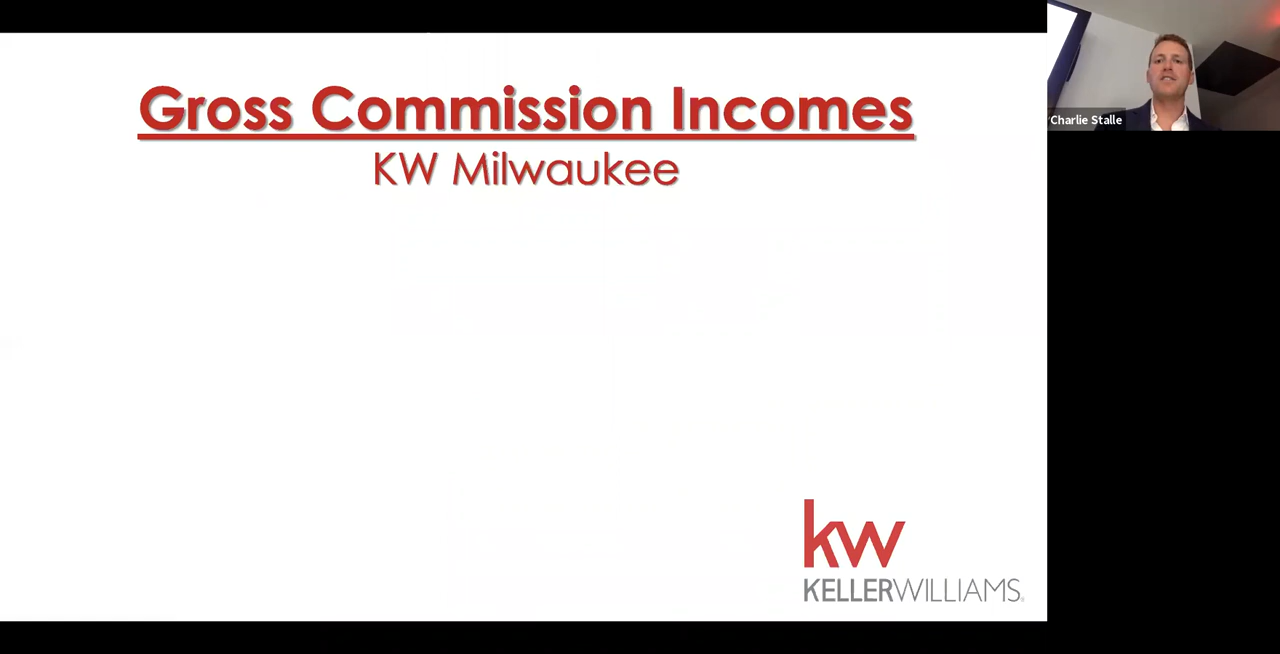 Gross Commission Incomes
KW Milwaukee
Charlie Stalle
kw
KELLERWILLIAMS®